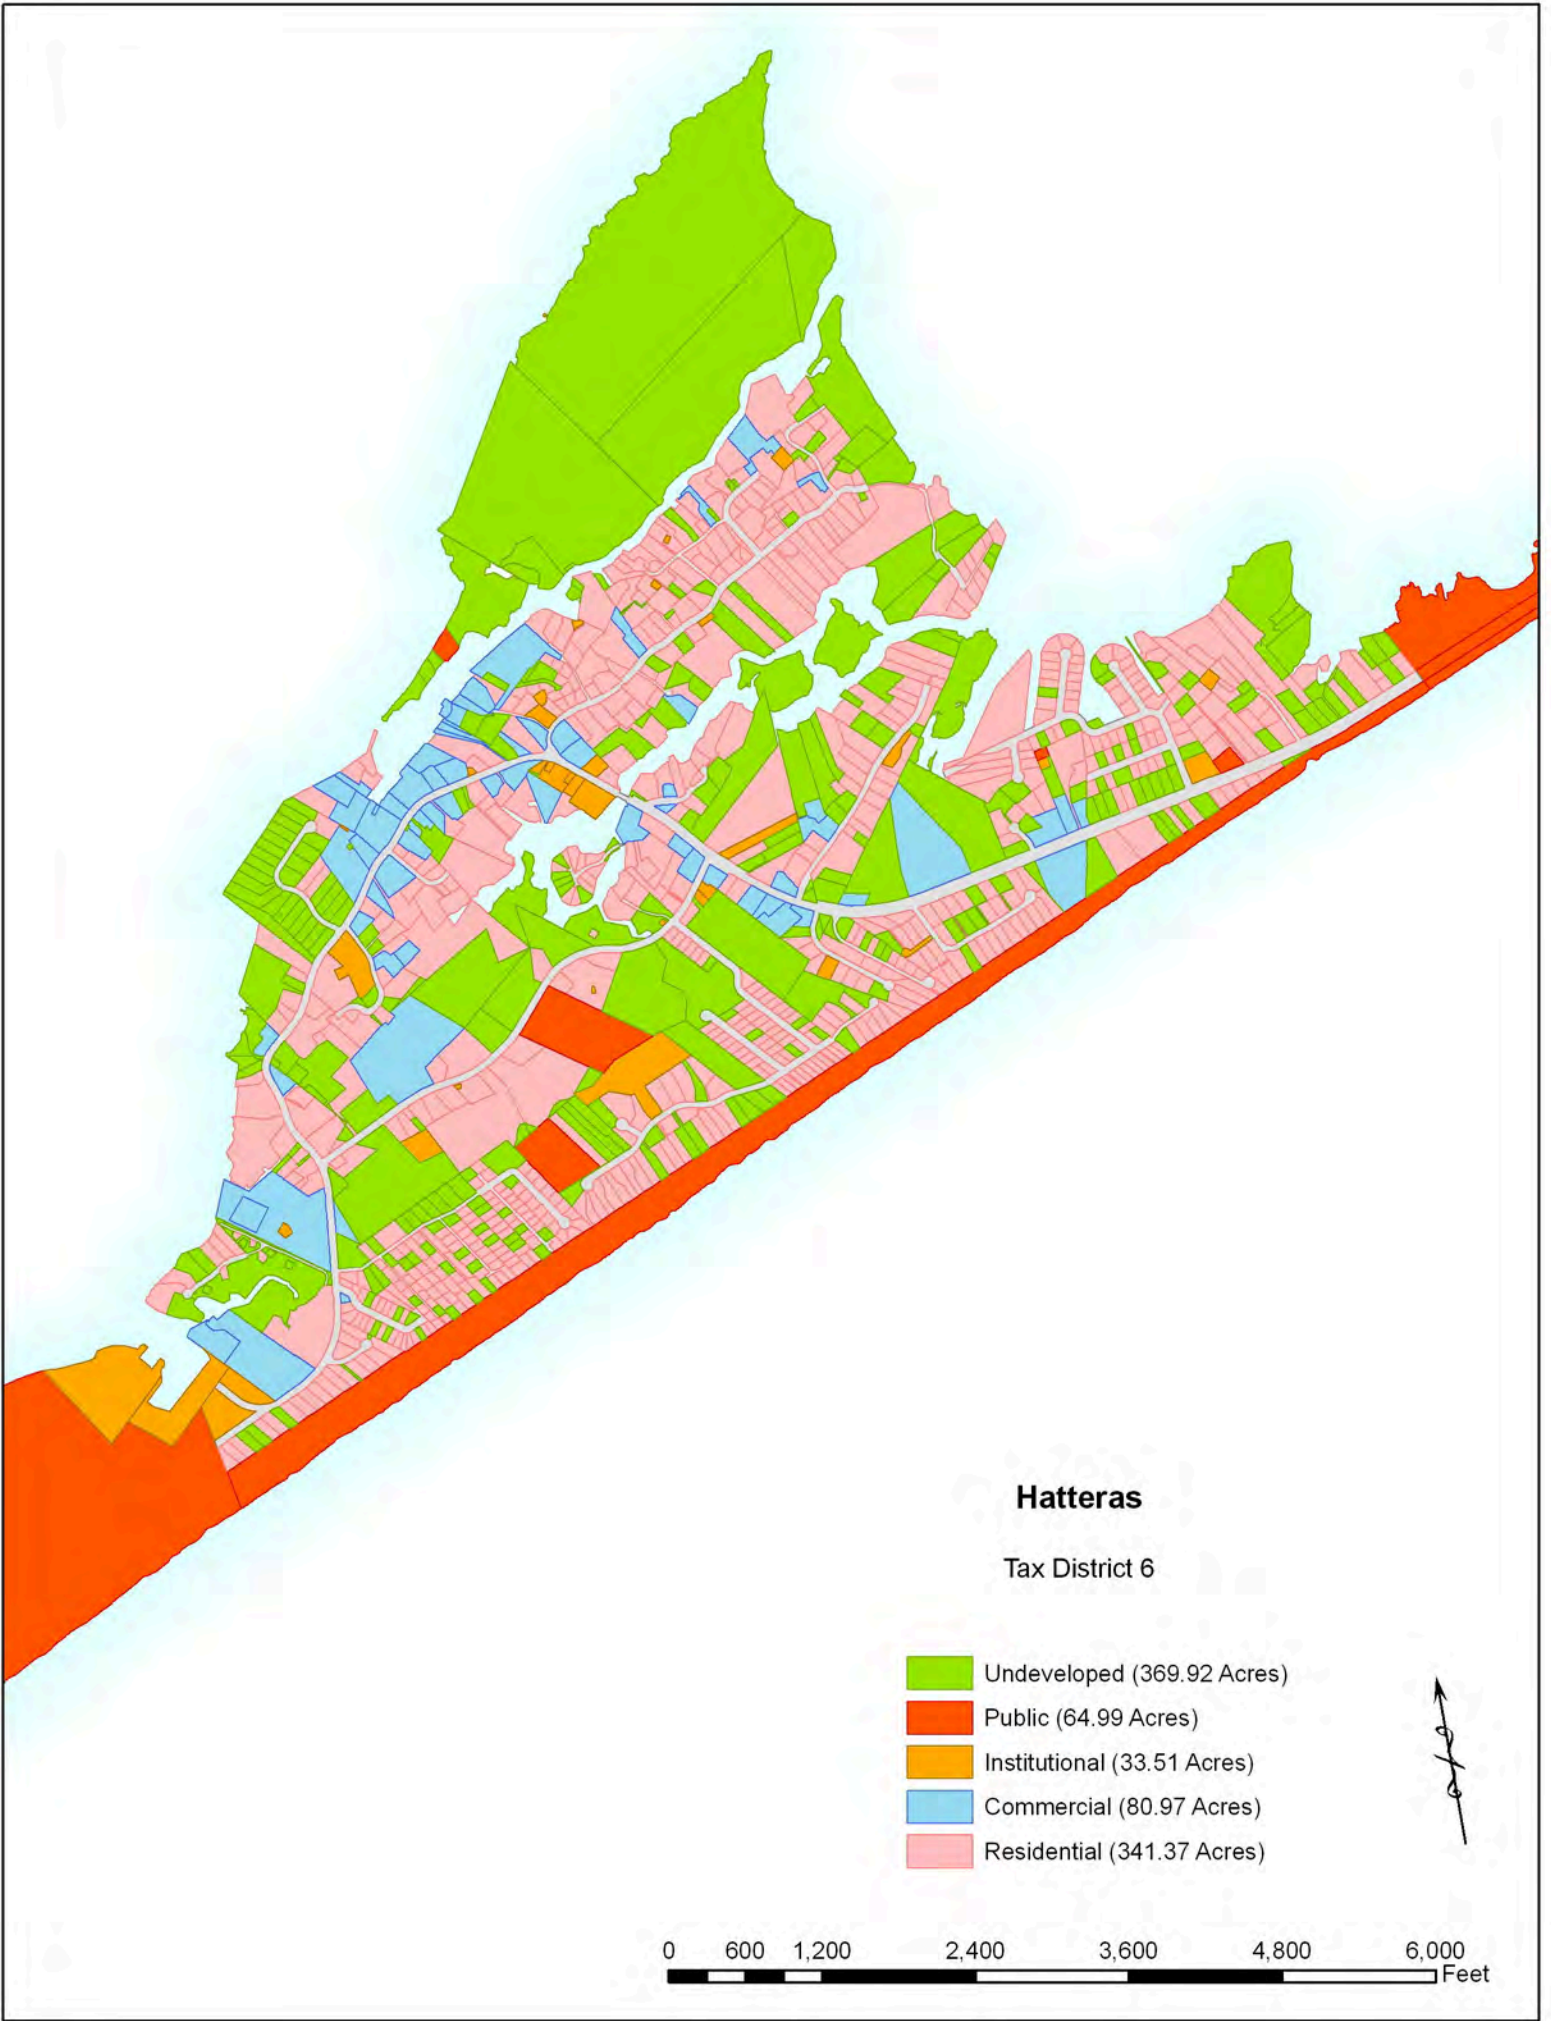 Hatteras
Tax District 6
Undeveloped (369.92 Acres)
Public (64.99 Acres)
Institutional (33.51 Acres)
Commercial (80.97 Acres)
Residential (341.37 Acres)
0 600 1,200 2,400 3,600 4,800 6,000
Feet